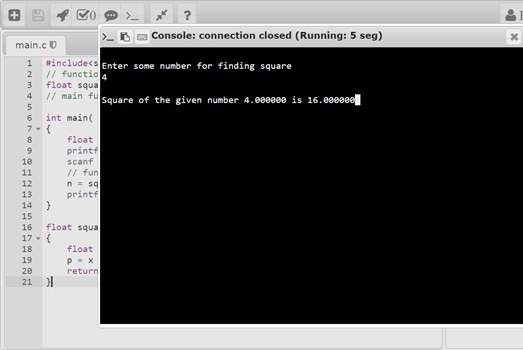 ()
?
main.c
Console: connection closed (Running: 5 seg)
Enter some number for finding square
4
Square of the given number 4.000000 is 16.000000
1 #include<s
2 // functio
3 float squa
4 // main fu
5
6 int main(
7 {
8 float
9 printf
10 scanf
11 // fun
12 n = sq
13 printf
14 }
15
16 float squa
17 {
18 float
19 p = x
20 return
21 }